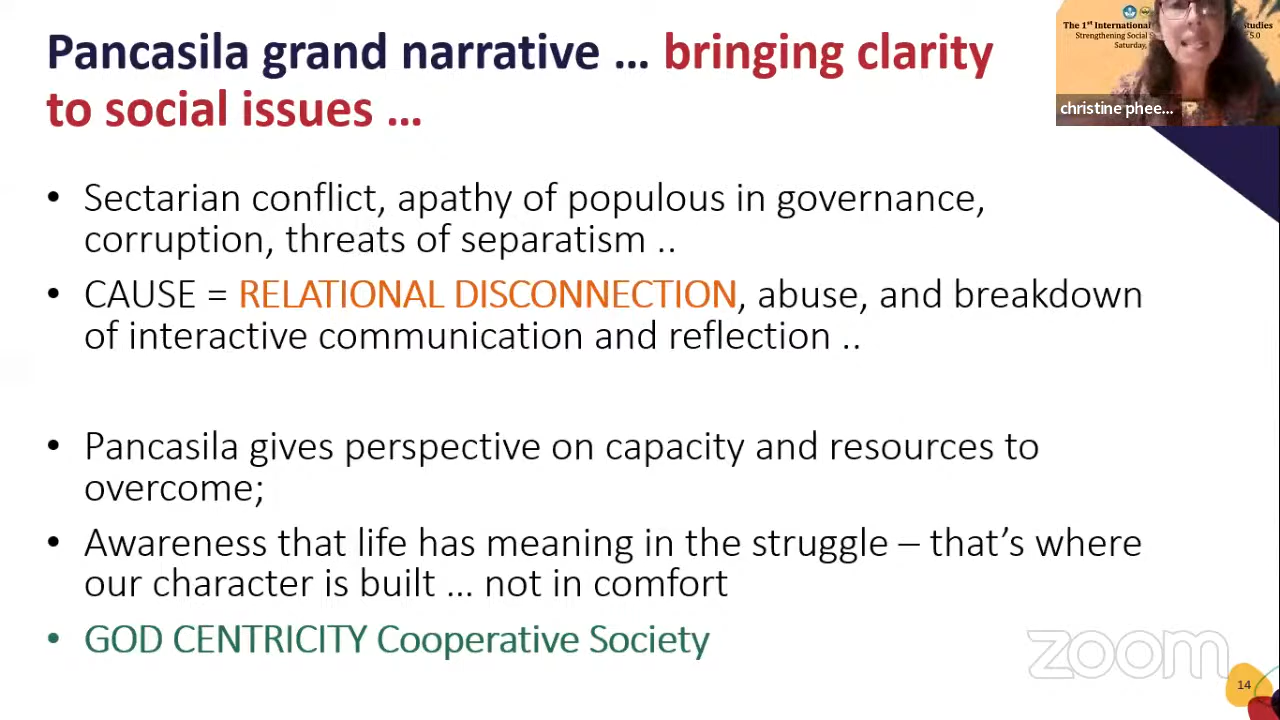 Pancasila grand narrative ... bringing clarity
to social issues ...
The 1st International
tudies
Strengthening Social S
5.0
Saturday,
christine phee...
• Sectarian conflict, apathy of populous in governance,
corruption, threats of separatism ..
• CAUSE = RELATIONAL DISCONNECTION, abuse, and breakdown
of interactive communication and reflection ..
• Pancasila gives perspective on capacity and resources to
overcome;
• Awareness that life has meaning in the struggle – that's where
our character is built ... not in comfort
• GOD CENTRICITY Cooperative Society
zoom
14